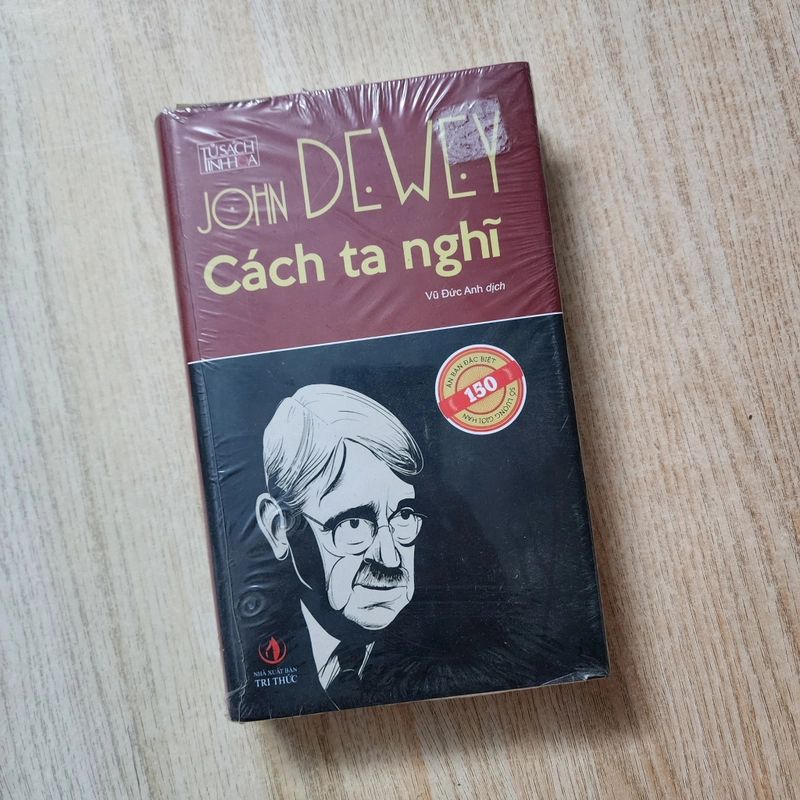 TỦ SÁCH
TINH HOA
JOHN DEWEY
Cách ta nghĩ
Vũ Đức Anh dịch
ẤN BẢN ĐẶC BIỆT
150
SỐ LƯỢNG GIỚI HẠN
NHÀ XUẤT BẢN
TRI THỨC